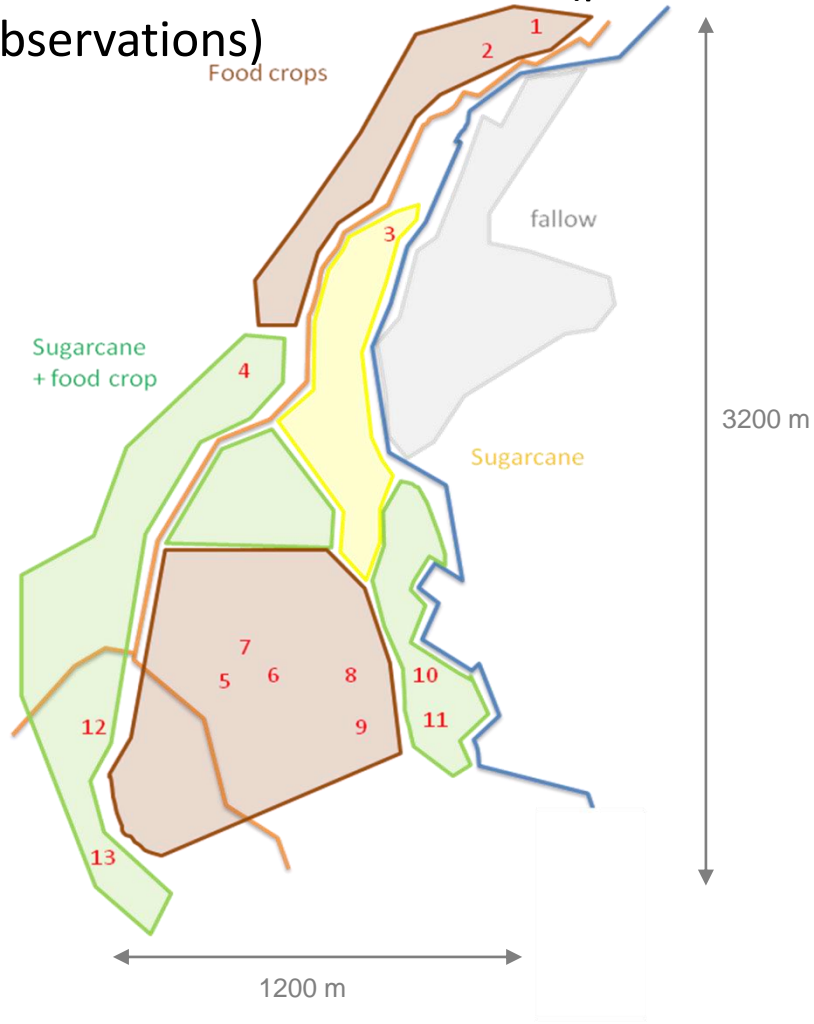 bservations)
Food crops
1
2
fallow
3
Sugarcane
+ food crop
4
3200 m
Sugarcane
7
5
6
8
10
9
11
12
13
1200 m